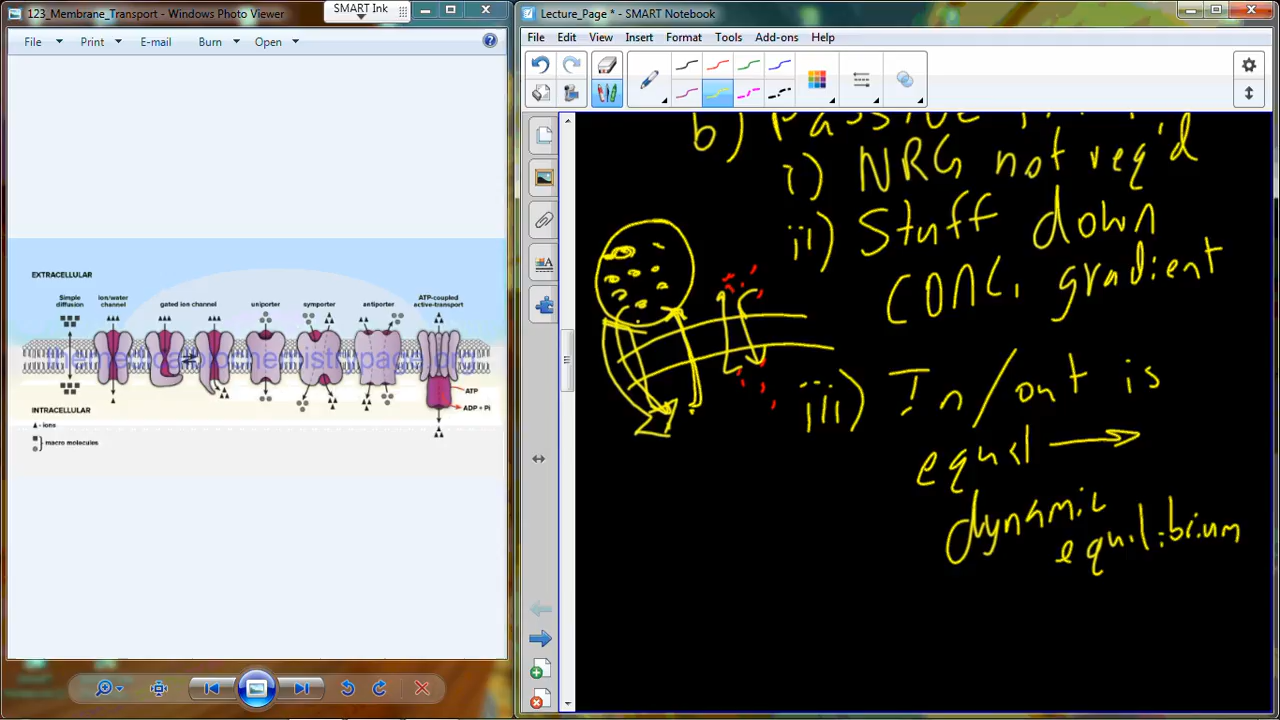 123_Membrane_Transport - Windows Photo Viewer
SMART Ink
File Print E-mail Burn Open
EXTRACELLULAR
Simple diffusion
ion/water channel
gated ion channel
uniporter
symporter
antiporter
ATP-coupled active-transport
themedicalbiochemistrypage.org
ATP
ADP + Pi
INTRACELLULAR
- ions
macro molecules
Lecture_Page * - SMART Notebook
File Edit View Insert Format Tools Add-ons Help
b) Passive
i) NRG not req'd
ii) Stuff down
conc. gradient
iii) In/out is
equal →
dynamic
equilibrium